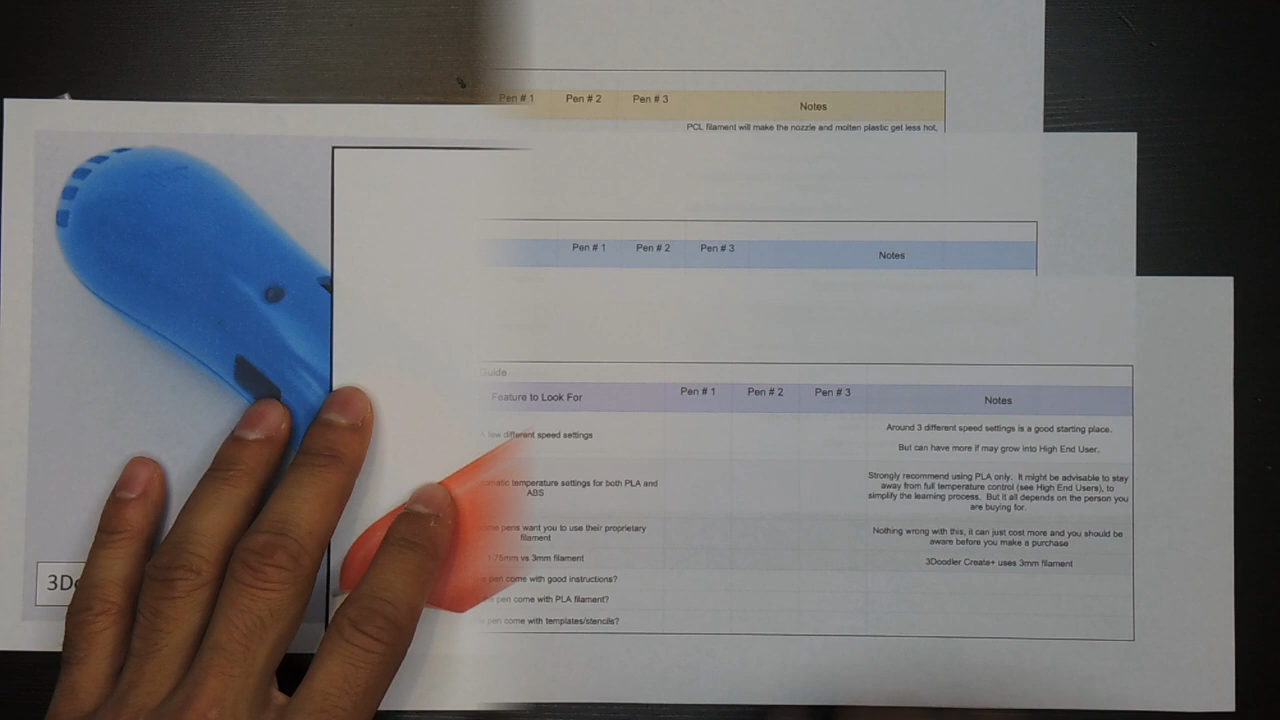 Pen # 1 Pen # 2 Pen # 3 Notes
PCL filament will make the nozzle and molten plastic get less hot,
Pen # 1 Pen # 2 Pen # 3 Notes
Guide
Feature to Look For Pen # 1 Pen # 2 Pen # 3 Notes
few different speed settings
Around 3 different speed settings is a good starting place.
But can have more if may grow into High End User.
temperature settings for both PLA and
ABS
Strongly recommend using PLA only. It might be advisable to stay
away from full temperature control (see High End Users), to
simplify the learning process. But it all depends on the person you
are buying for.
pens want you to use their proprietary
filament
Nothing wrong with this, it can just cost more and you should be
aware before you make a purchase
1.75mm vs 3mm filament
3Doodler Create+ uses 3mm filament
pen come with good instructions?
pen come with PLA filament?
pen come with templates/stencils?